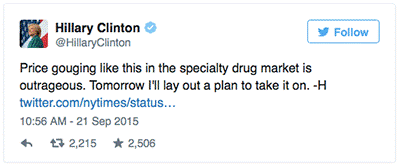 Hillary Clinton
@HillaryClinton
Follow
Price gouging like this in the specialty drug market is
outrageous. Tomorrow I'll lay out a plan to take it on. -H
twitter.com/nytimes/status…
10:56 AM - 21 Sep 2015
2,215 2,506